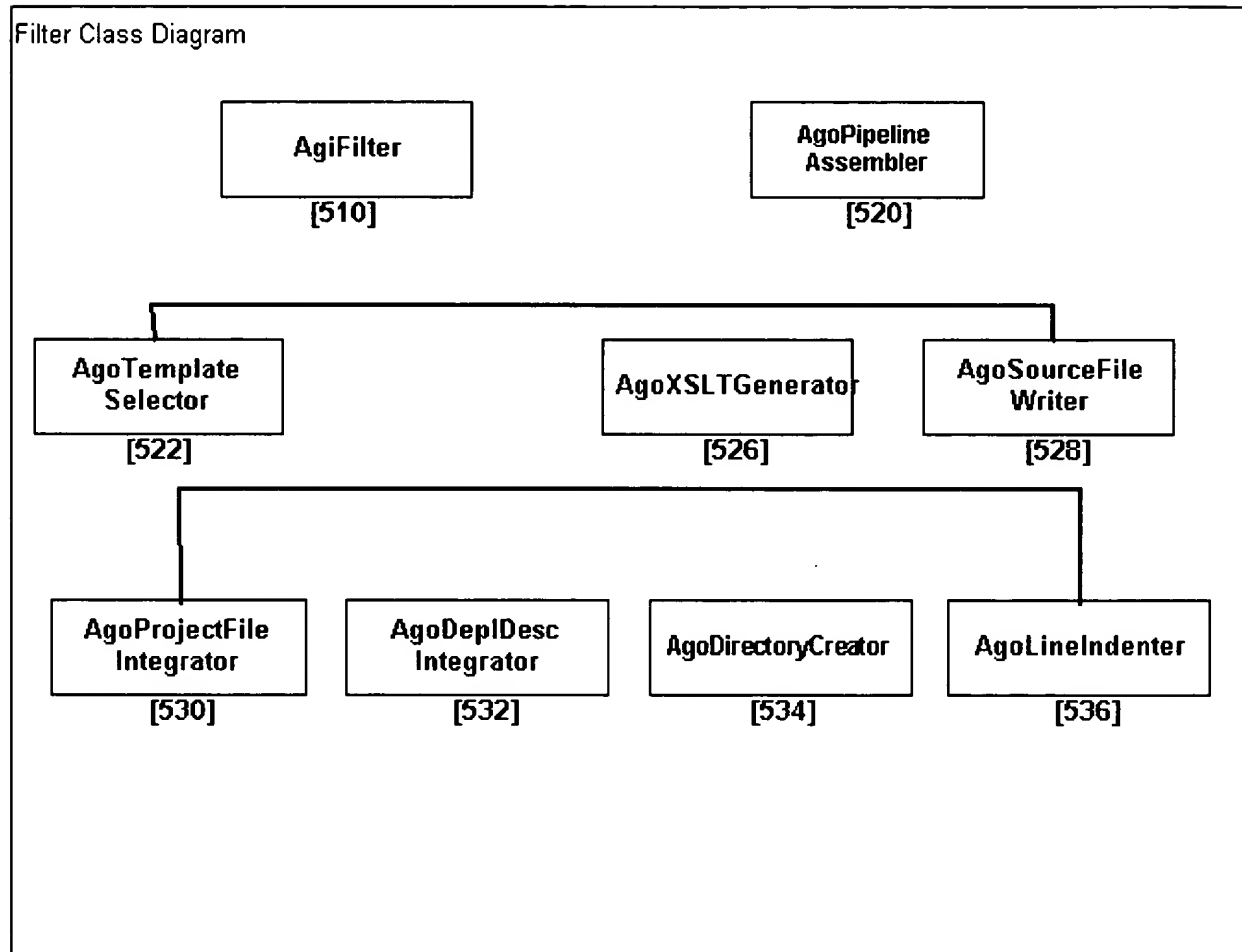 Filter Class Diagram
AgiFilter
[510]
AgoPipeline
Assembler
[520]
AgoTemplate
Selector
[522]
AgoXSLTGenerator
[526]
AgoSourceFile
Writer
[528]
AgoProjectFile
Integrator
[530]
AgoDeplDesc
Integrator
[532]
AgoDirectoryCreator
[534]
AgoLineIndenter
[536]